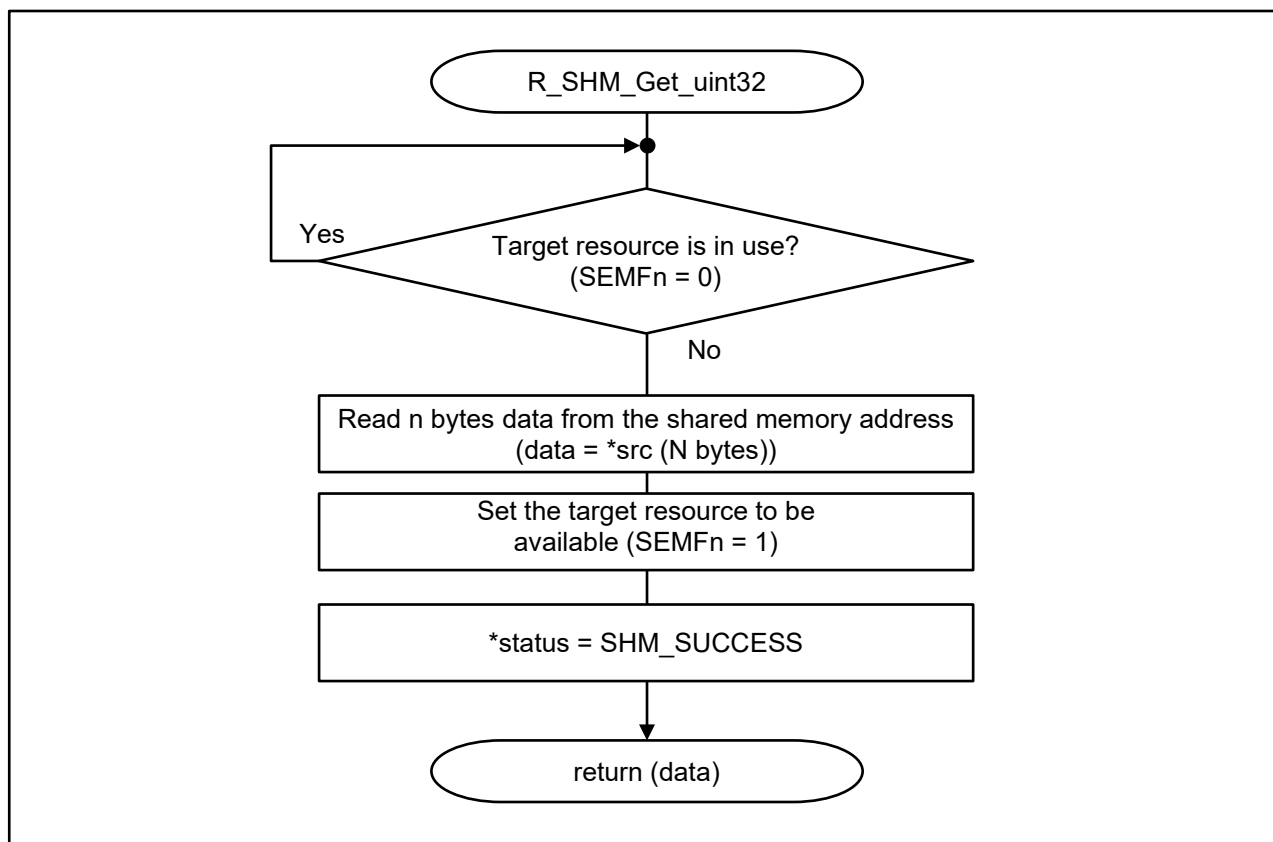 R_SHM_Get_uint32
Yes
Target resource is in use?
(SEMFn = 0)
No
Read n bytes data from the shared memory address
(data = *src (N bytes))
Set the target resource to be
available (SEMFn = 1)
*status = SHM_SUCCESS
return (data)